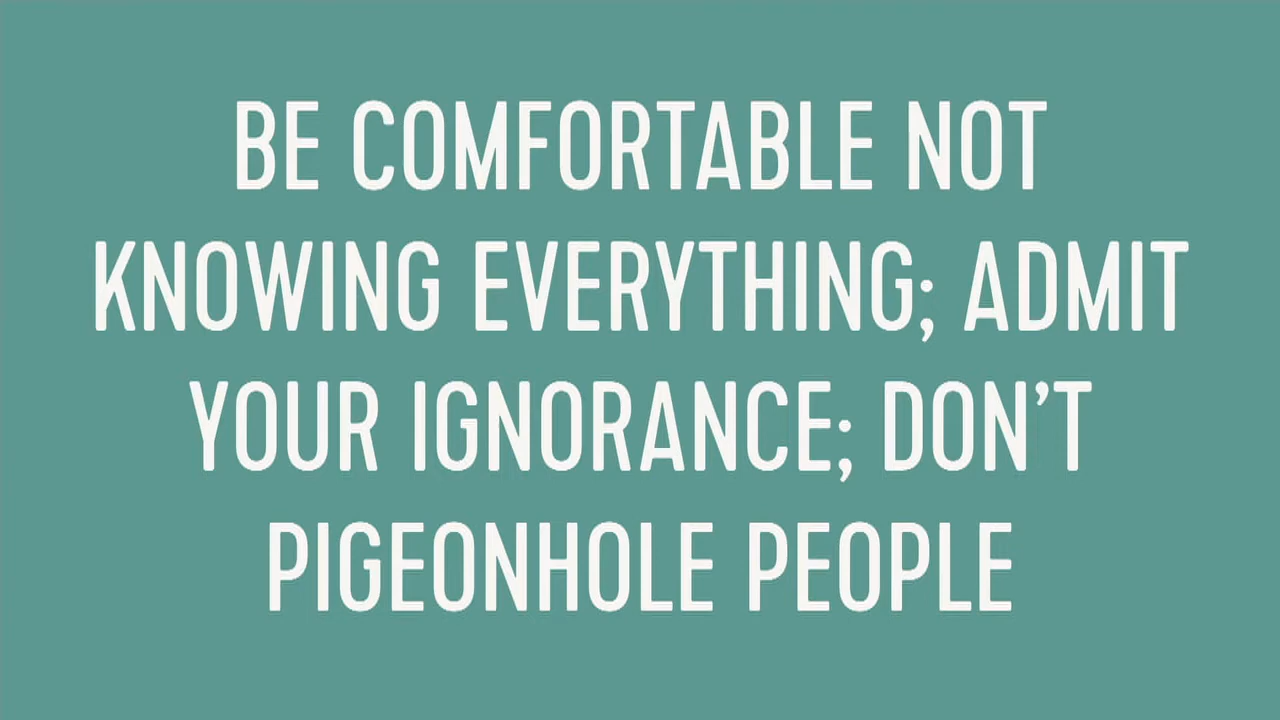 BE COMFORTABLE NOT
KNOWING EVERYTHING; ADMIT
YOUR IGNORANCE; DON’T
PIGEONHOLE PEOPLE